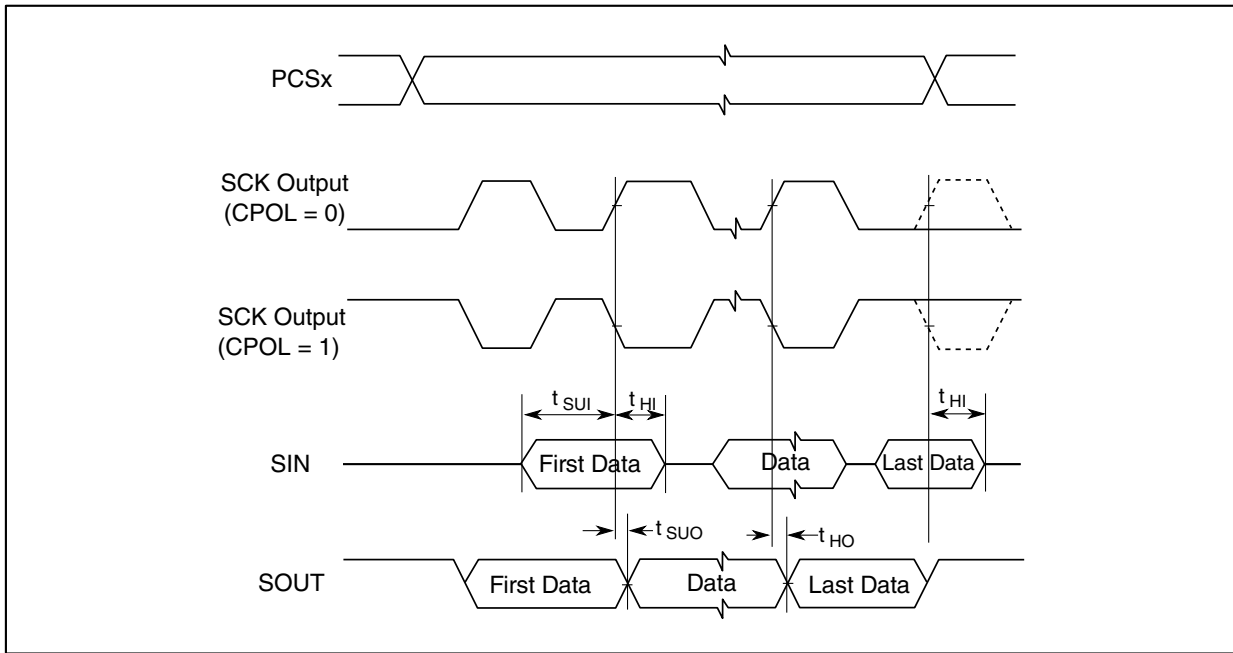 PCSx
SCK Output
(CPOL = 0)
SCK Output
(CPOL = 1)
t SUI
t HI
t HI
SIN
First Data
Data
Last Data
t SUO
t HO
SOUT
First Data
Data
Last Data